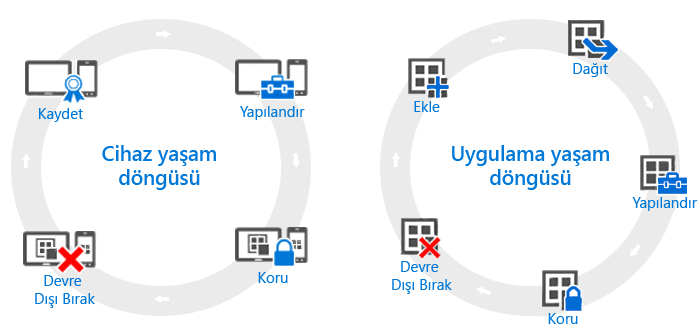 Kaydet
Yapılandır
Cihaz yaşam
döngüsü
Devre
Dışı Bırak
Koru
Dağıt
Ekle
Uygulama yaşam
döngüsü
Yapılandır
Devre
Dışı Bırak
Koru